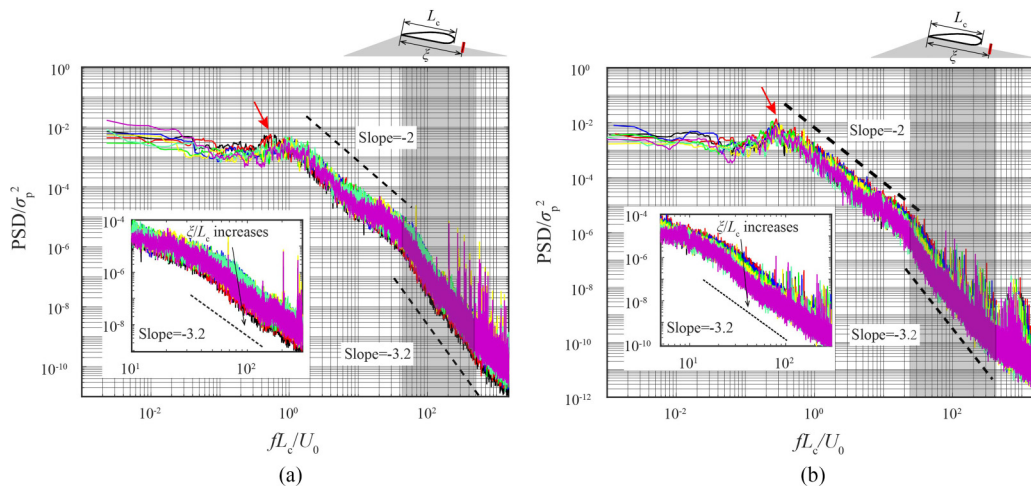 L_c
ξ
10^0
10^-2
10^-4
10^-6
10^-8
10^-10
PSD/σ_p^2
Slope=-2
Slope=-3.2
10^-4
10^-6
10^-8
ξ/L_c increases
Slope=-3.2
10^1
10^2
10^-2
10^0
10^2
fL_c/U_0
(a)
L_c
ξ
10^0
10^-2
10^-4
10^-6
10^-8
10^-10
10^-12
PSD/σ_p^2
Slope=-2
Slope=-3.2
10^-4
10^-6
10^-8
10^-10
ξ/L_c increases
Slope=-3.2
10^1
10^2
10^-2
10^0
10^2
fL_c/U_0
(b)